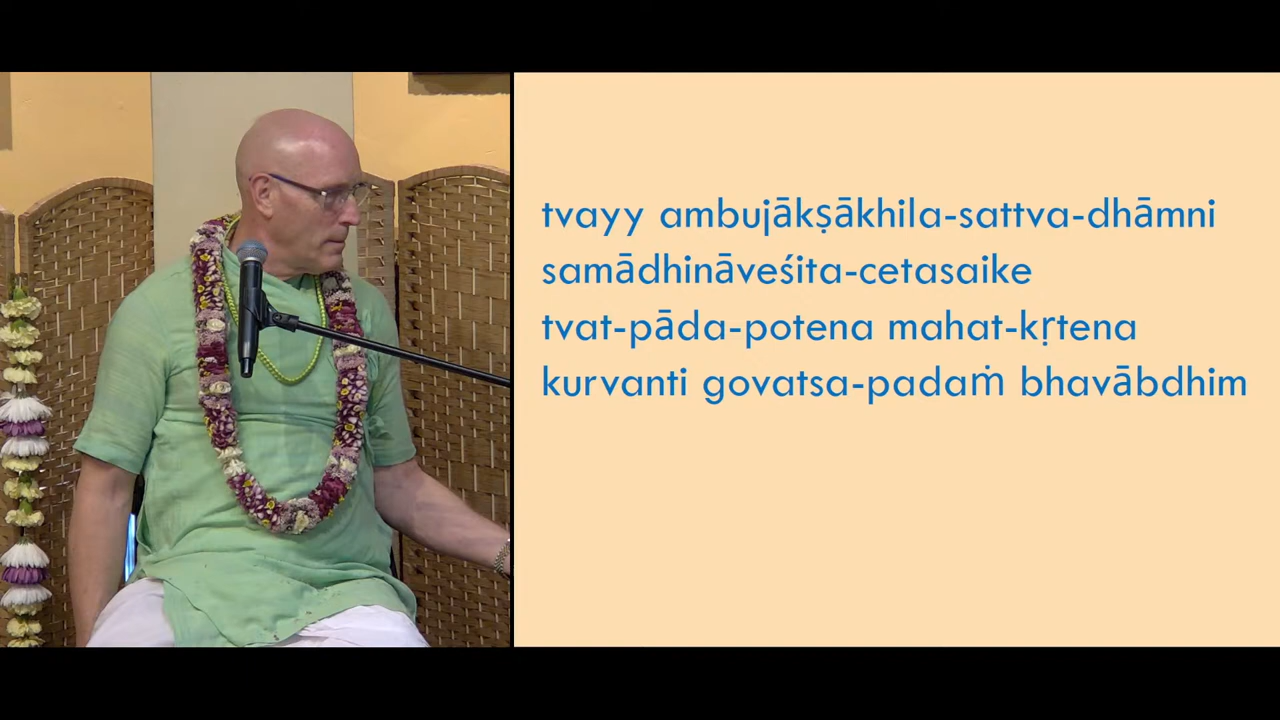 tvayy ambujākṣākhila-sattva-dhāmni
samādhināveśita-cetasaike
tvat-pāda-potena mahat-kṛtena
kurvanti govatsa-padaṁ bhavābdhim